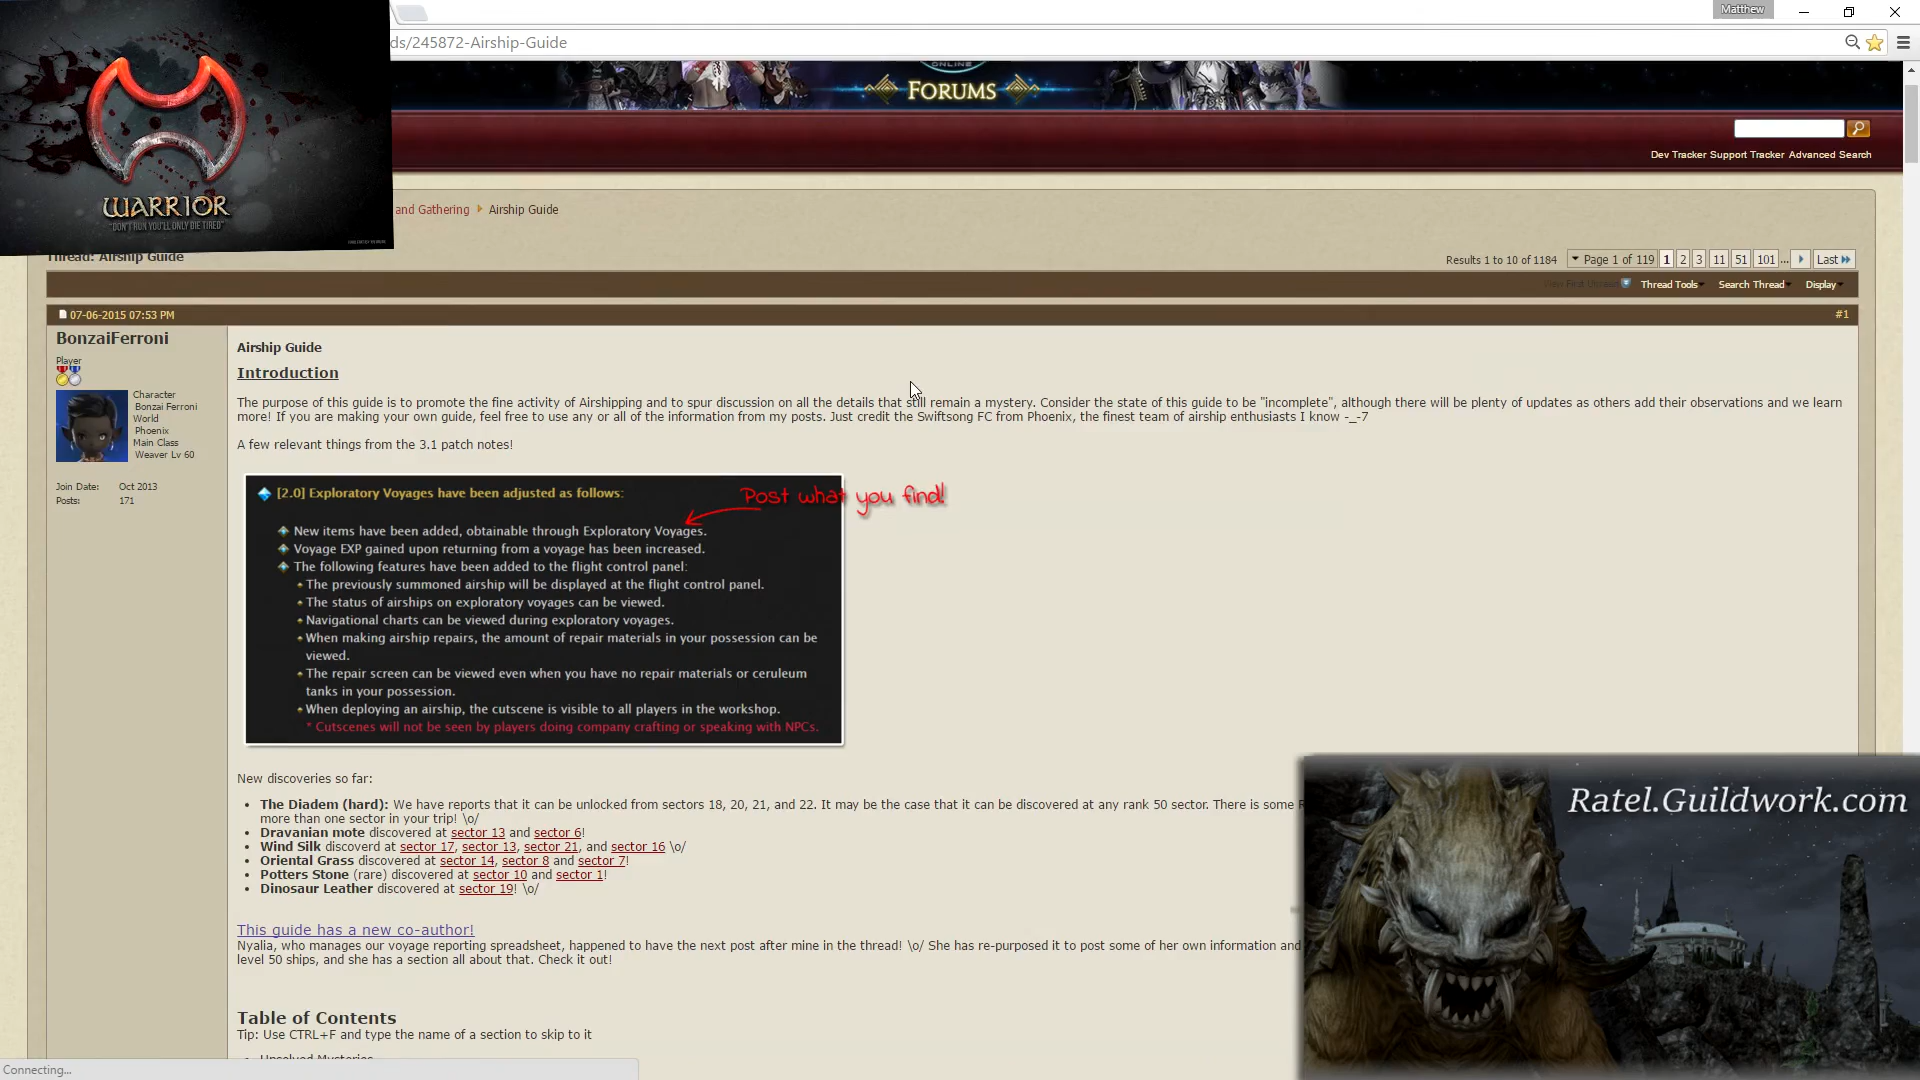 Matthew
ds/245872-Airship-Guide
ONLINE
FORUMS
WARRIOR
"DON'T RUN YOU'LL ONLY DIE TIRED"
Dev Tracker Support Tracker Advanced Search
and Gathering Airship Guide
Thread: Airship Guide
Results 1 to 10 of 1184
Page 1 of 119 1 2 3 11 51 101 ... Last
View First Unread Thread Tools Search Thread Display
07-06-2015 07:53 PM
#1
BonzaiFerroni
Player
Character
Bonzai Ferroni
World
Phoenix
Main Class
Weaver Lv 60
Join Date: Oct 2013
Posts: 171
Airship Guide
Introduction
The purpose of this guide is to promote the fine activity of Airshipping and to spur discussion on all the details that still remain a mystery. Consider the state of this guide to be "incomplete", although there will be plenty of updates as others add their observations and we learn
more! If you are making your own guide, feel free to use any or all of the information from my posts. Just credit the Swiftsong FC from Phoenix, the finest team of airship enthusiasts I know -_-7
A few relevant things from the 3.1 patch notes!
[2.0] Exploratory Voyages have been adjusted as follows:
Post what you find!
New items have been added, obtainable through Exploratory Voyages.
Voyage EXP gained upon returning from a voyage has been increased.
The following features have been added to the flight control panel:
The previously summoned airship will be displayed at the flight control panel.
The status of airships on exploratory voyages can be viewed.
Navigational charts can be viewed during exploratory voyages.
When making airship repairs, the amount of repair materials in your possession can be
viewed.
The repair screen can be viewed even when you have no repair materials or ceruleum
tanks in your possession.
When deploying an airship, the cutscene is visible to all players in the workshop.
* Cutscenes will not be seen by players doing company crafting or speaking with NPCs.
New discoveries so far:
The Diadem (hard): We have reports that it can be unlocked from sectors 18, 20, 21, and 22. It may be the case that it can be discovered at any rank 50 sector. There is some
more than one sector in your trip! \o/
Dravanian mote discovered at sector 13 and sector 6!
Wind Silk discoverd at sector 17, sector 13, sector 21, and sector 16 \o/
Oriental Grass discovered at sector 14, sector 8 and sector 7!
Potters Stone (rare) discovered at sector 10 and sector 1!
Dinosaur Leather discovered at sector 19! \o/
This guide has a new co-author!
Nyalia, who manages our voyage reporting spreadsheet, happened to have the next post after mine in the thread! \o/ She has re-purposed it to post some of her own information and
level 50 ships, and she has a section all about that. Check it out!
Table of Contents
Tip: Use CTRL+F and type the name of a section to skip to it
Unsolved Mysteries
Ratel.Guildwork.com
Connecting...